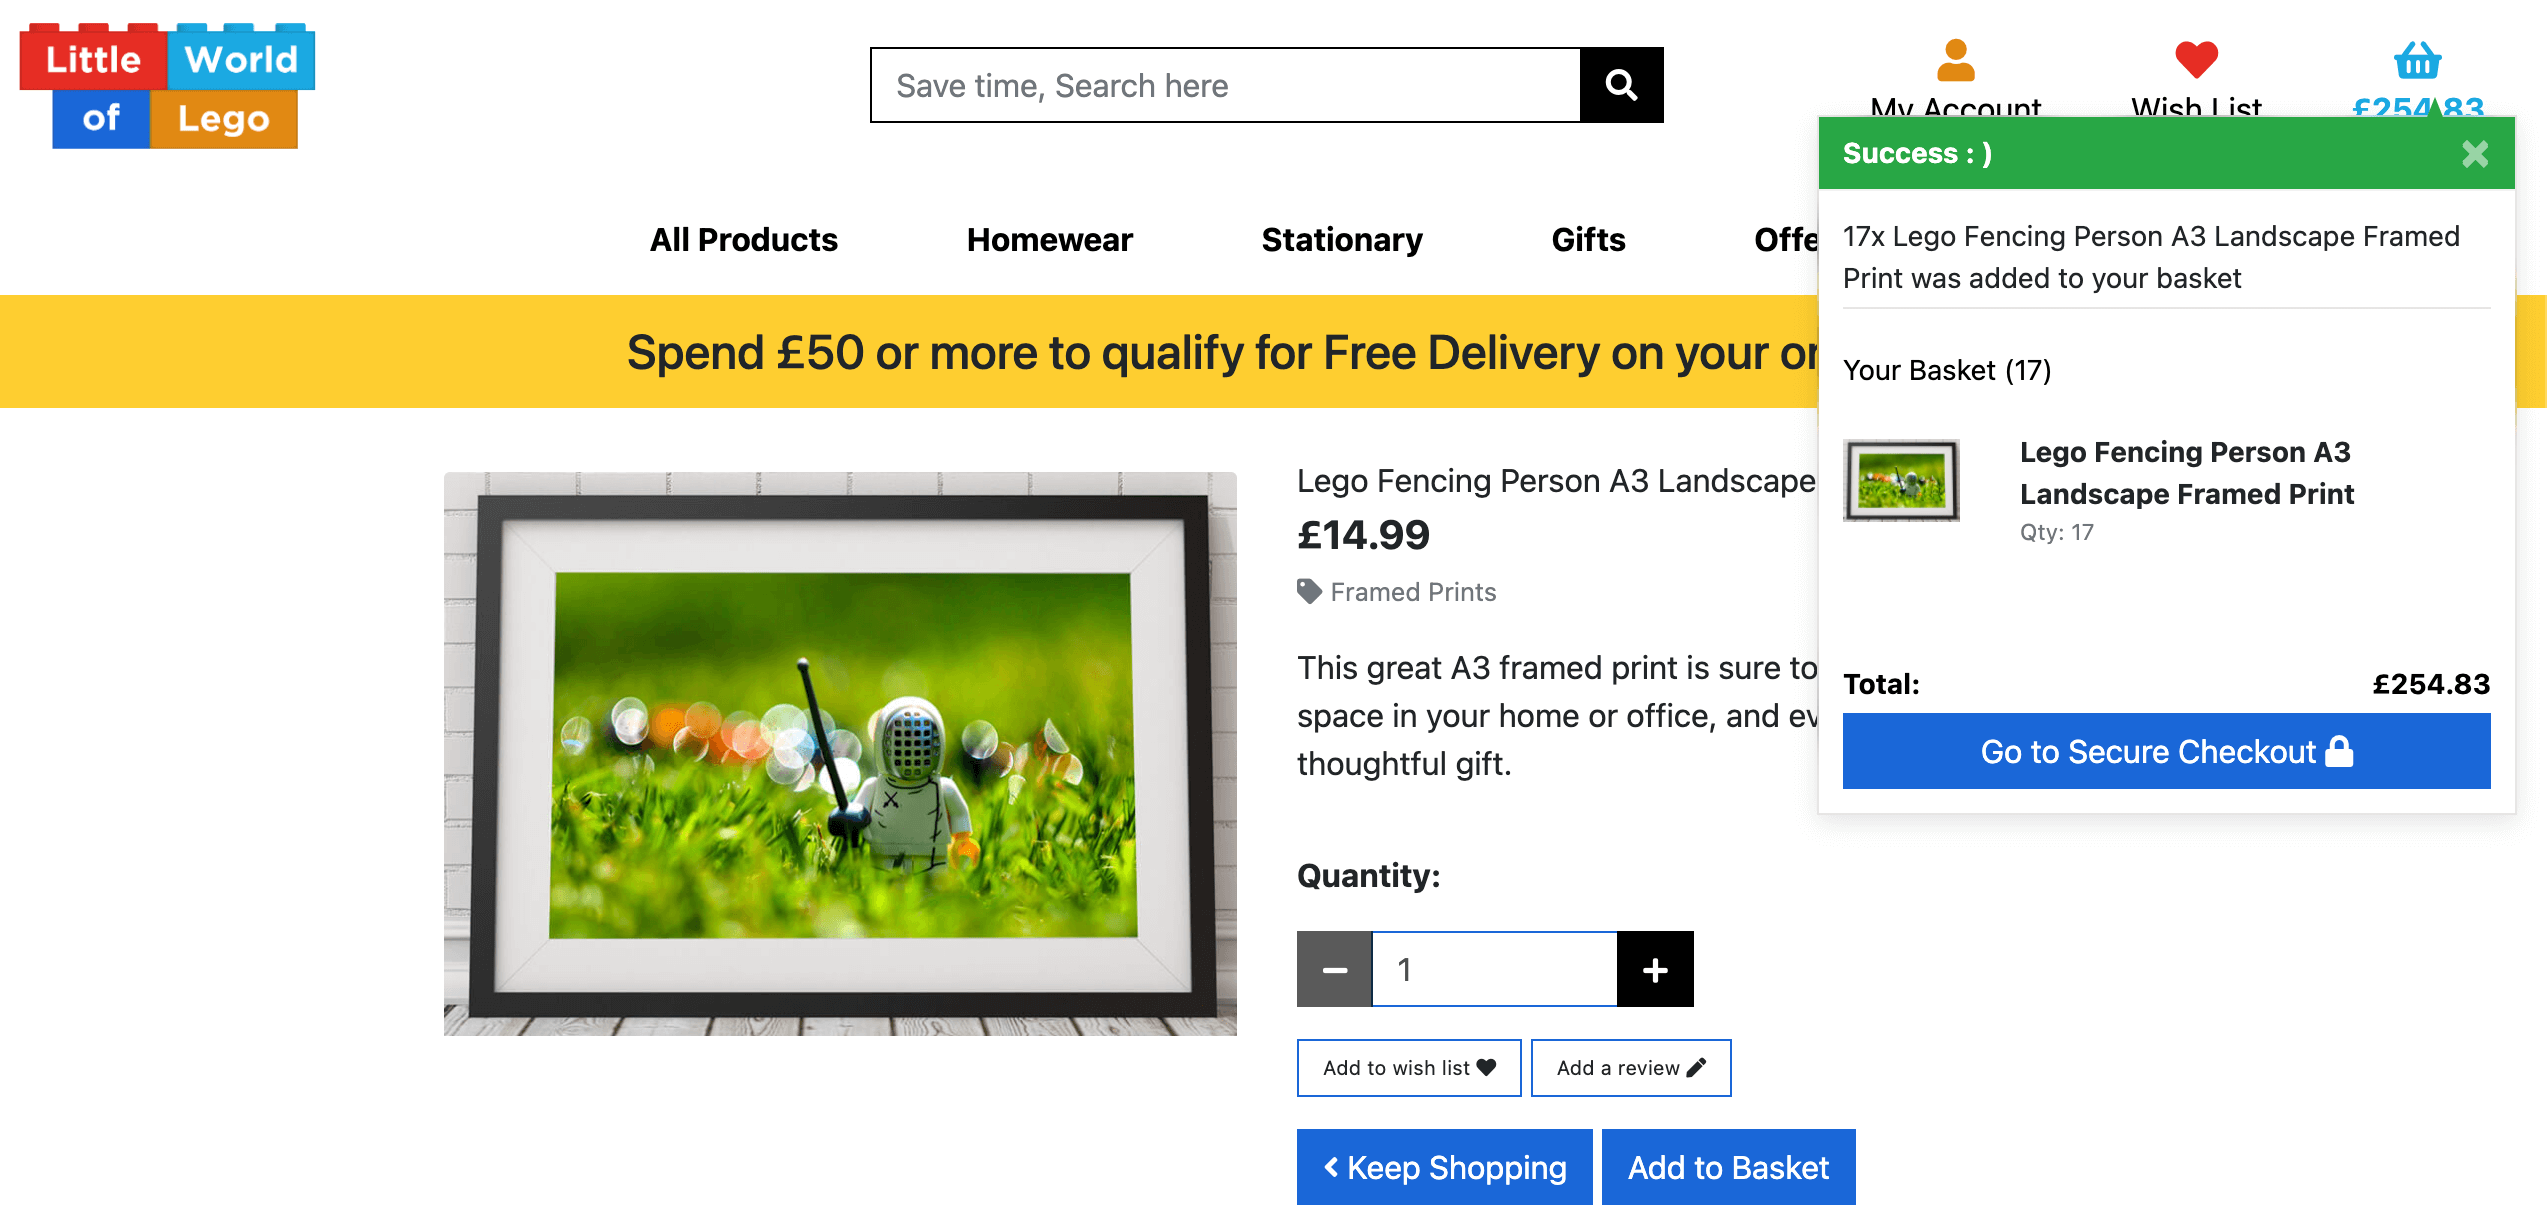 Little World
of Lego
Save time, Search here
My Account
Wish List
£254.83
All Products
Homewear
Stationary
Gifts
Offe
Spend £50 or more to qualify for Free Delivery on your or
Success : )
17x Lego Fencing Person A3 Landscape Framed
Print was added to your basket
Your Basket (17)
Lego Fencing Person A3
Landscape Framed Print
Qty: 17
Total:
£254.83
Go to Secure Checkout
Lego Fencing Person A3 Landscape
£14.99
Framed Prints
This great A3 framed print is sure to
space in your home or office, and ev
thoughtful gift.
Quantity:
1
Add to wish list
Add a review
Keep Shopping
Add to Basket